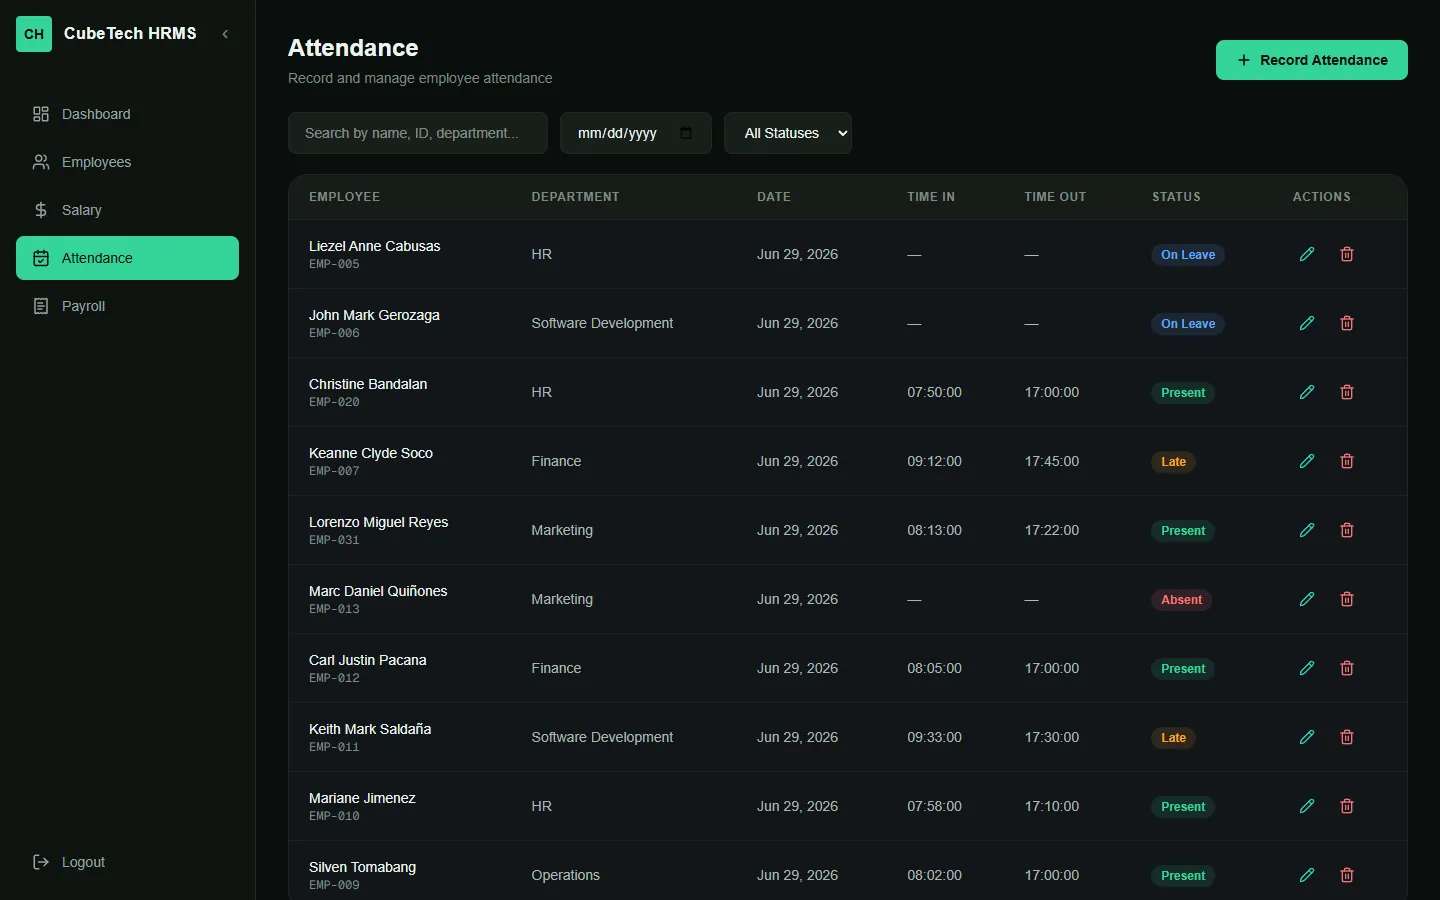 CH CubeTech HRMS
Dashboard
Employees
Salary
Attendance
Payroll
Logout
Attendance
Record and manage employee attendance
+ Record Attendance
Search by name, ID, department...
mm/dd/yyyy
All Statuses
EMPLOYEE DEPARTMENT DATE TIME IN TIME OUT STATUS ACTIONS
Liezel Anne Cabusas
EMP-005
HR Jun 29, 2026 — — On Leave
John Mark Gerozaga
EMP-006
Software Development Jun 29, 2026 — — On Leave
Christine Bandalan
EMP-020
HR Jun 29, 2026 07:50:00 17:00:00 Present
Keanne Clyde Soco
EMP-007
Finance Jun 29, 2026 09:12:00 17:45:00 Late
Lorenzo Miguel Reyes
EMP-031
Marketing Jun 29, 2026 08:13:00 17:22:00 Present
Marc Daniel Quiñones
EMP-013
Marketing Jun 29, 2026 — — Absent
Carl Justin Pacana
EMP-012
Finance Jun 29, 2026 08:05:00 17:00:00 Present
Keith Mark Saldaña
EMP-011
Software Development Jun 29, 2026 09:33:00 17:30:00 Late
Mariane Jimenez
EMP-010
HR Jun 29, 2026 07:58:00 17:10:00 Present
Silven Tomabang
EMP-009
Operations Jun 29, 2026 08:02:00 17:00:00 Present